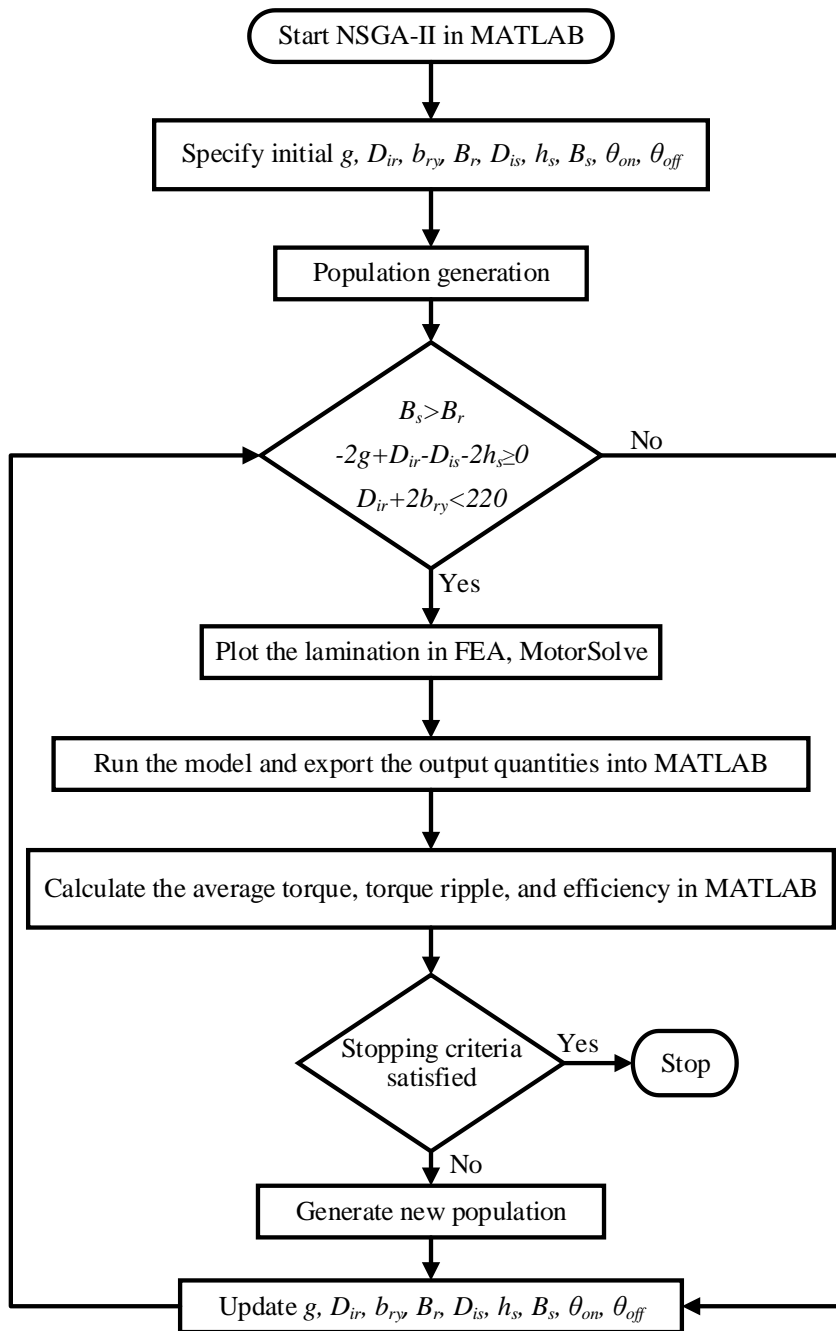 Start NSGA-II in MATLAB
Specify initial g, D_ir, b_ry, B_r, D_is, h_s, B_s, θ_on, θ_off
Population generation
B_s>B_r
-2g+D_ir-D_is-2h_s≥0
D_ir+2b_ry<220
No
Yes
Plot the lamination in FEA, MotorSolve
Run the model and export the output quantities into MATLAB
Calculate the average torque, torque ripple, and efficiency in MATLAB
Stopping criteria
satisfied
Yes
Stop
No
Generate new population
Update g, D_ir, b_ry, B_r, D_is, h_s, B_s, θ_on, θ_off